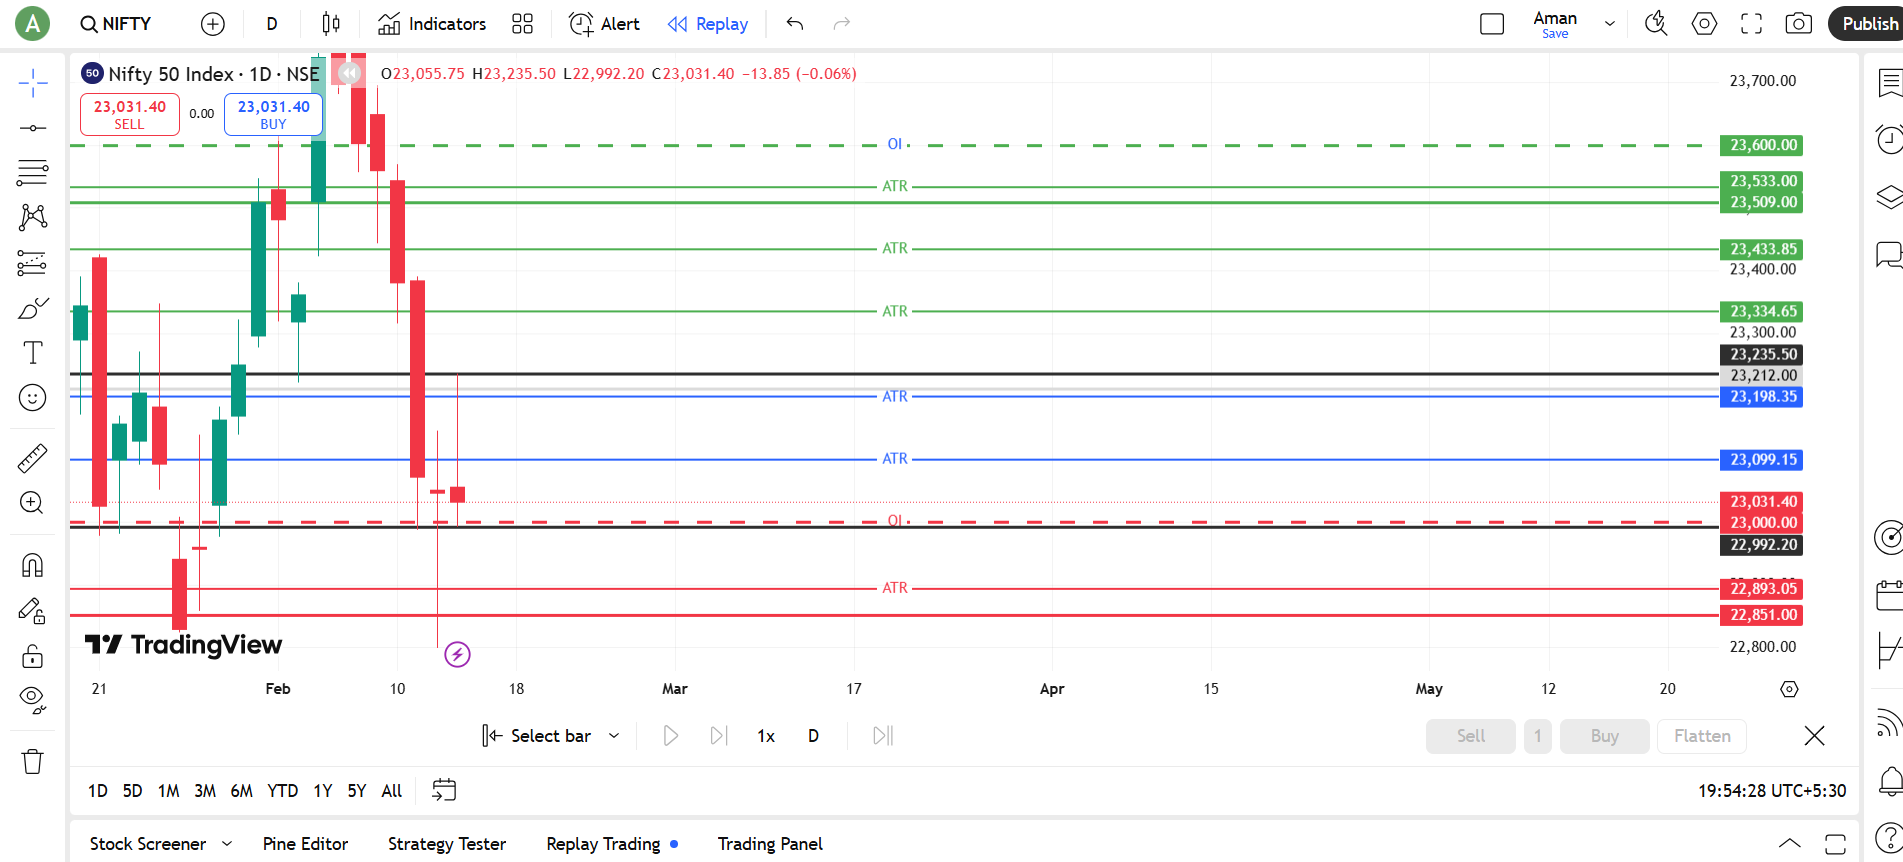 A
NIFTY
D
Indicators
Alert
Replay
Aman
Save
Publish
50 Nifty 50 Index · 1D · NSE
O23,055.75 H23,235.50 L22,992.20 C23,031.40 −13.85 (−0.06%)
23,031.40
SELL
0.00
23,031.40
BUY
23,700.00
OI
23,600.00
ATR
23,533.00
23,509.00
ATR
23,433.85
23,400.00
ATR
23,334.65
23,300.00
23,235.50
23,212.00
ATR
23,198.35
ATR
23,099.15
23,031.40
OI
23,000.00
22,992.20
ATR
22,893.05
22,851.00
22,800.00
TradingView
21 Feb 10 18 Mar 17 Apr 15 May 12 20
Select bar
1x
D
Sell
1
Buy
Flatten
1D 5D 1M 3M 6M YTD 1Y 5Y All
19:54:28 UTC+5:30
Stock Screener
Pine Editor
Strategy Tester
Replay Trading
Trading Panel